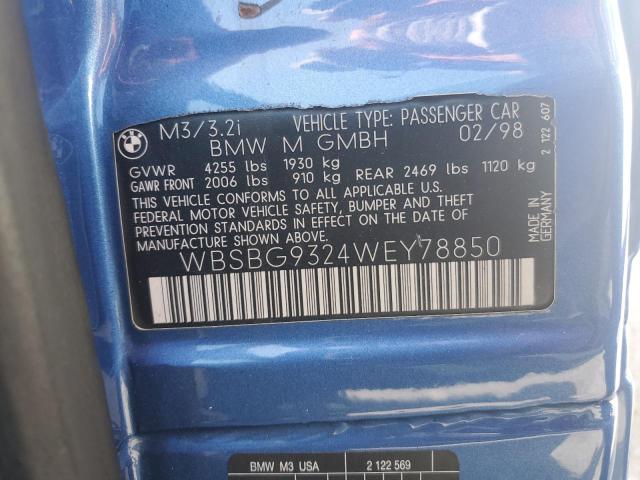 BMW
M3/3.2i VEHICLE TYPE: PASSENGER CAR
BMW M GMBH 02/98
GVWR 4255 lbs 1930 kg
GAWR FRONT 2006 lbs 910 kg REAR 2469 lbs 1120 kg
THIS VEHICLE CONFORMS TO ALL APPLICABLE U.S.
FEDERAL MOTOR VEHICLE SAFETY, BUMPER AND THEFT
PREVENTION STANDARDS IN EFFECT ON THE DATE OF
MANUFACTURE SHOWN ABOVE.
WBSBG9324WEY78850
2 122 607
MADE IN
GERMANY
BMW M3 USA 2 122 569